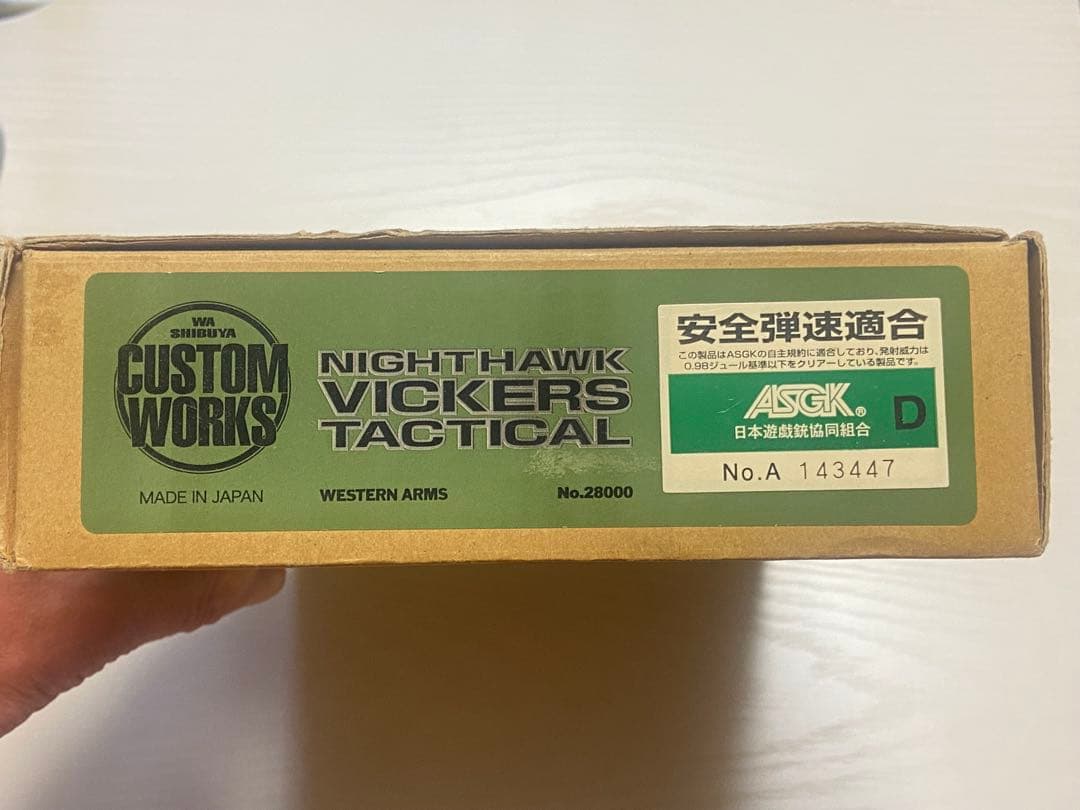 WA
SHIBUYA
CUSTOM
WORKS
MADE IN JAPAN
NIGHTHAWK
VICKERS
TACTICAL
WESTERN ARMS No.28000
安全弾速適合
この製品はASGKの自主規約に適合しており、発射威力は
0.98ジュール基準以下をクリアーしている製品です。
ASGK®
日本遊戯銃協同組合
D
No.A 143447